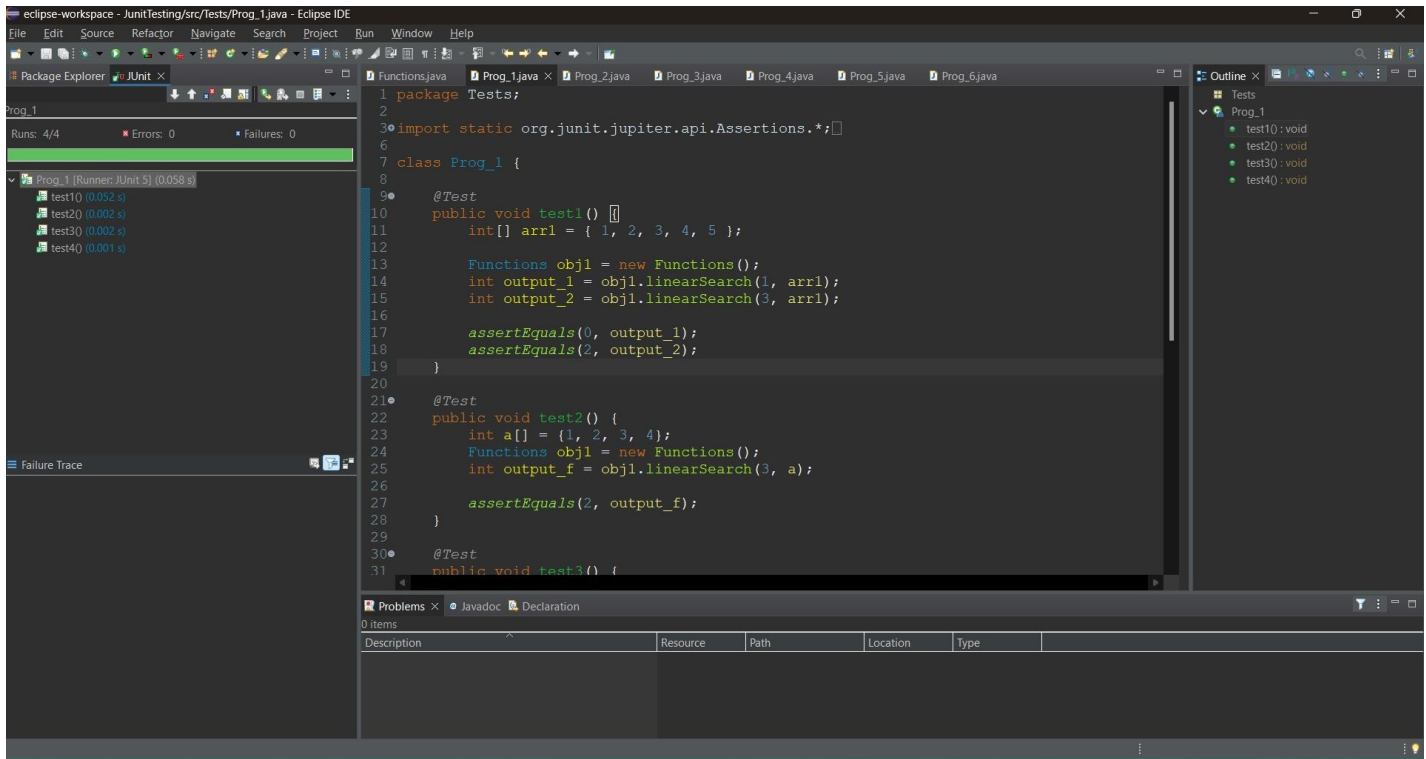 eclipse-workspace - JunitTesting/src/Tests/Prog_1.java - Eclipse IDE
File Edit Source Refactor Navigate Search Project Run Window Help
Package Explorer JUnit
Prog_1
Runs: 4/4 Errors: 0 Failures: 0
Prog_1 [Runner: JUnit 5] (0.058 s)
test1() (0.052 s)
test2() (0.002 s)
test3() (0.002 s)
test4() (0.001 s)
Failure Trace
Functions.java Prog_1.java Prog_2.java Prog_3.java Prog_4.java Prog_5.java Prog_6.java
1 package Tests;
2
3 import static org.junit.jupiter.api.Assertions.*;
6
7 class Prog_1 {
8
9 @Test
10 public void test1() {
11 int[] arr1 = { 1, 2, 3, 4, 5 };
12
13 Functions obj1 = new Functions();
14 int output_1 = obj1.linearSearch(1, arr1);
15 int output_2 = obj1.linearSearch(3, arr1);
16
17 assertEquals(0, output_1);
18 assertEquals(2, output_2);
19 }
20
21 @Test
22 public void test2() {
23 int a[] = {1, 2, 3, 4};
24 Functions obj1 = new Functions();
25 int output_f = obj1.linearSearch(3, a);
26
27 assertEquals(2, output_f);
28 }
29
30 @Test
31 public void test3() {
Outline
Tests
Prog_1
test1() : void
test2() : void
test3() : void
test4() : void
Problems Javadoc Declaration
0 items
Description Resource Path Location Type